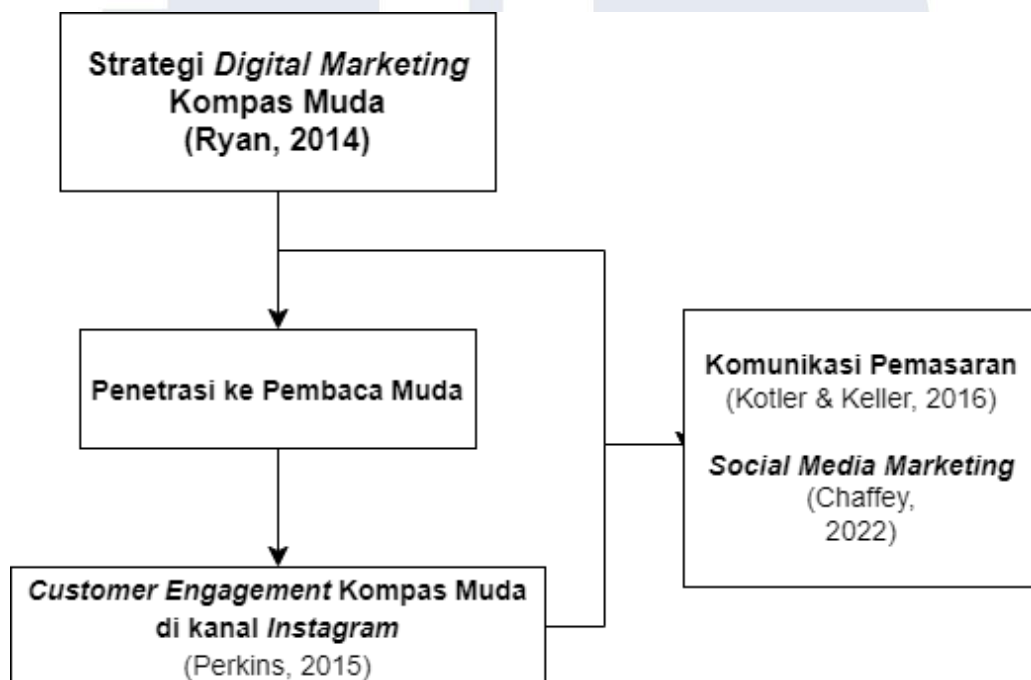 Strategi Digital Marketing
Kompas Muda
(Ryan, 2014)
Penetrasi ke Pembaca Muda
Komunikasi Pemasaran
(Kotler & Keller, 2016)
Social Media Marketing
(Chaffey,
2022)
Customer Engagement Kompas Muda
di kanal Instagram
(Perkins, 2015)